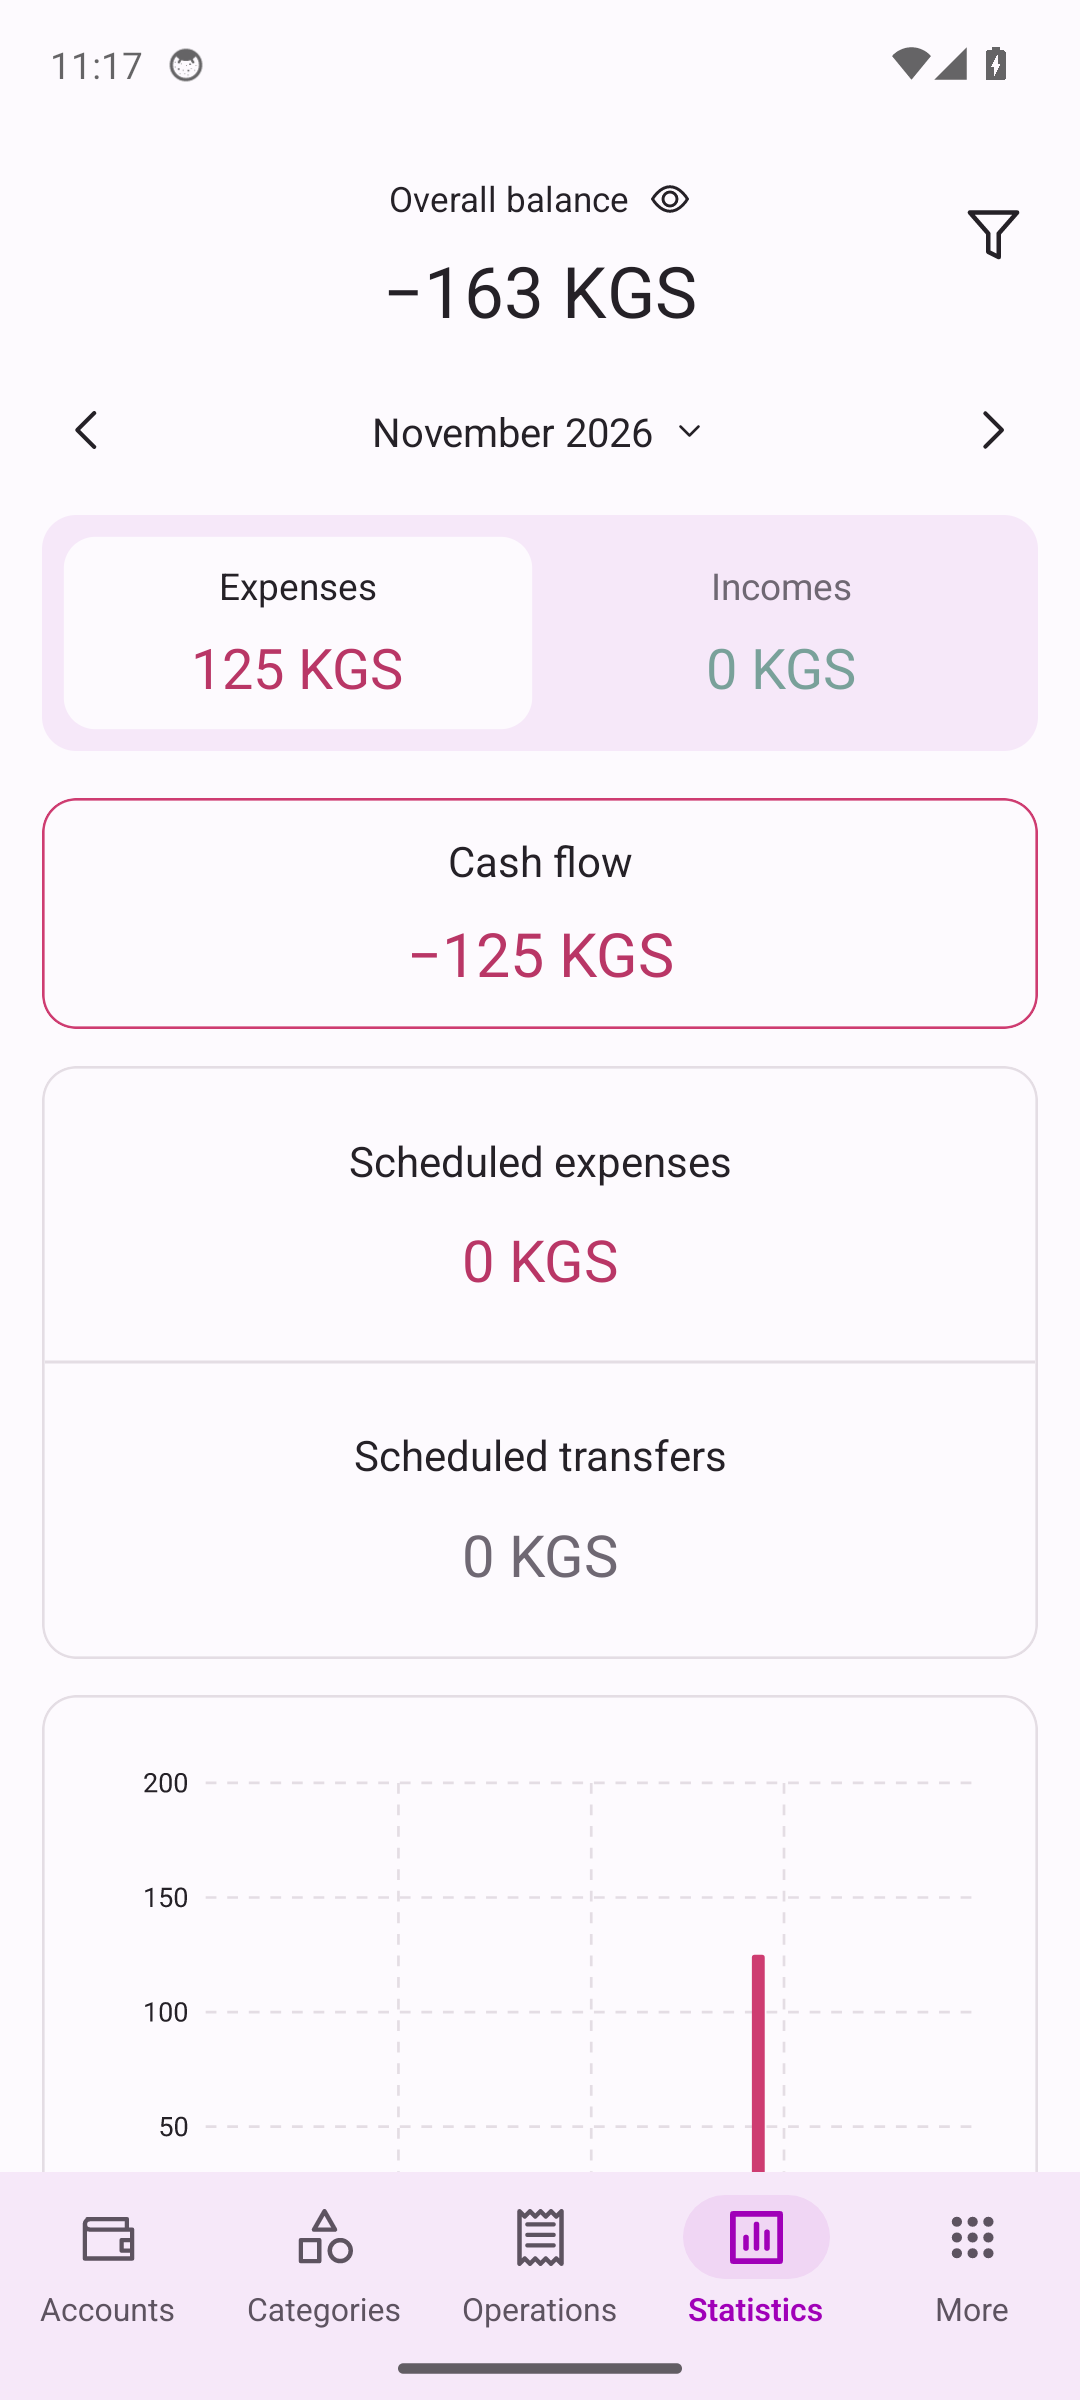 11:17
Overall balance
−163 KGS
November 2026
Expenses
125 KGS
Incomes
0 KGS
Cash flow
−125 KGS
Scheduled expenses
0 KGS
Scheduled transfers
0 KGS
200
150
100
50
Accounts
Categories
Operations
Statistics
More